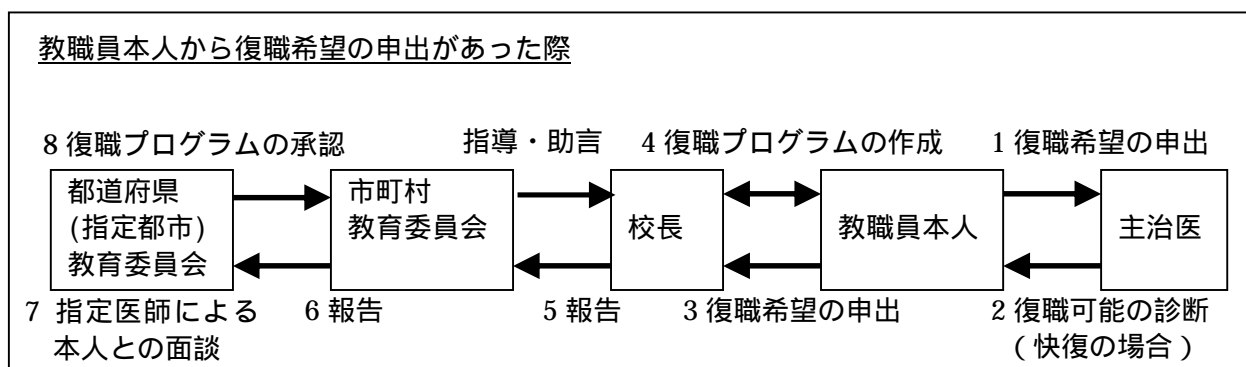 教職員本人から復職希望の申出があった際
8 復職プログラムの承認
指導・助言
4 復職プログラムの作成
1 復職希望の申出
都道府県
(指定都市)
教育委員会
市町村
教育委員会
校長
教職員本人
主治医
7 指定医師による
本人との面談
6 報告
5 報告
3 復職希望の申出
2 復職可能の診断
(快復の場合)